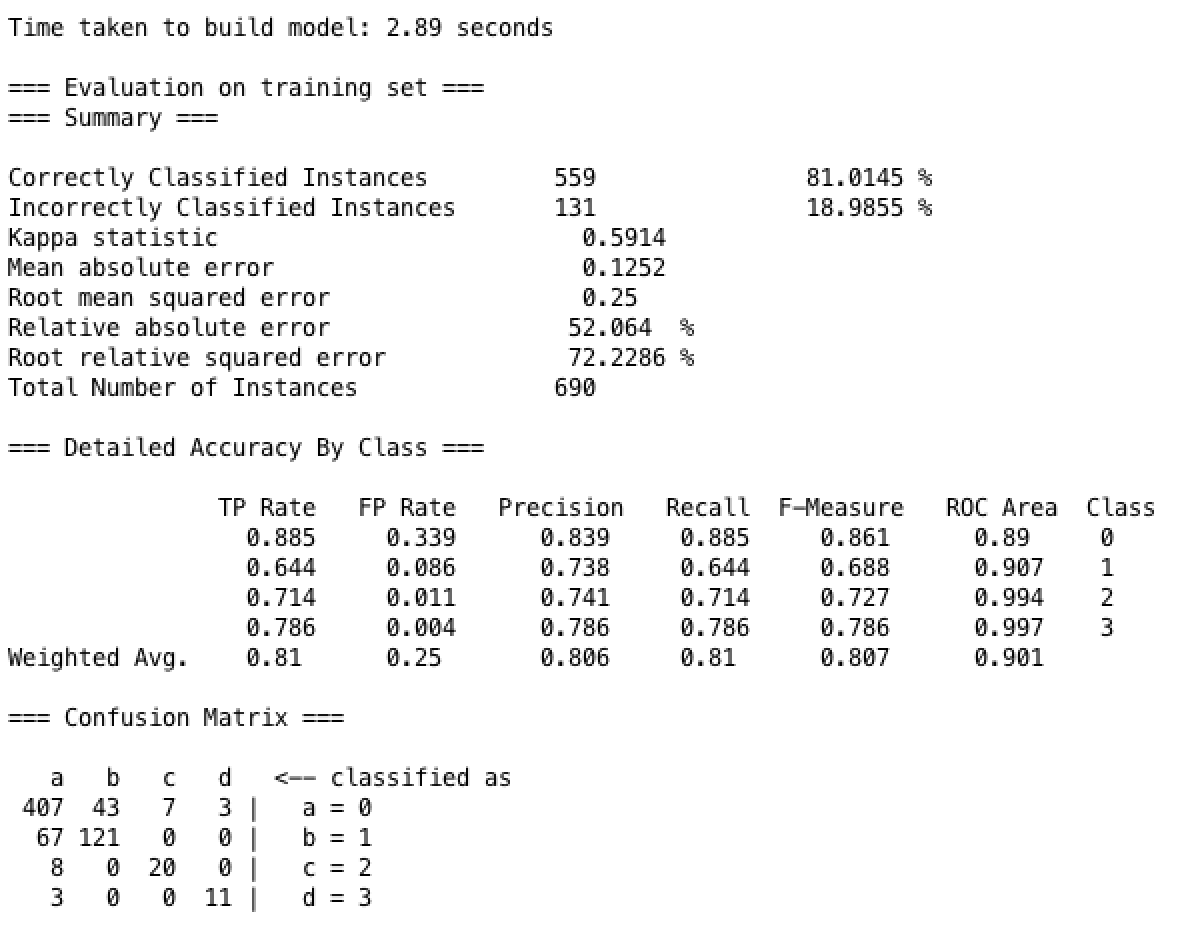 Time taken to build model: 2.89 seconds
=== Evaluation on training set ===
=== Summary ===
Correctly Classified Instances 559 81.0145 %
Incorrectly Classified Instances 131 18.9855 %
Kappa statistic 0.5914
Mean absolute error 0.1252
Root mean squared error 0.25
Relative absolute error 52.064 %
Root relative squared error 72.2286 %
Total Number of Instances 690
=== Detailed Accuracy By Class ===
TP Rate FP Rate Precision Recall F-Measure ROC Area Class
0.885 0.339 0.839 0.885 0.861 0.89 0
0.644 0.086 0.738 0.644 0.688 0.907 1
0.714 0.011 0.741 0.714 0.727 0.994 2
0.786 0.004 0.786 0.786 0.786 0.997 3
Weighted Avg. 0.81 0.25 0.806 0.81 0.807 0.901
=== Confusion Matrix ===
a b c d <-- classified as
407 43 7 3 | a = 0
67 121 0 0 | b = 1
8 0 20 0 | c = 2
3 0 0 11 | d = 3